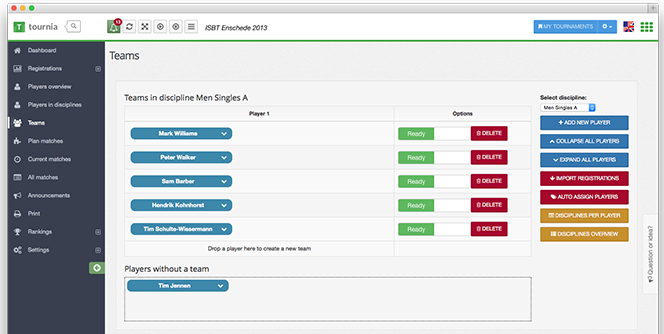 T tournia
13
ISBT Enschede 2013
MY TOURNAMENTS
Dashboard
Registrations
Players overview
Players in disciplines
Teams
Plan matches
Current matches
All matches
Announcements
Print
Rankings
Settings
Teams
Teams in discipline Men Singles A
Player 1 Options
Mark Williams Ready DELETE
Peter Walker Ready DELETE
Sam Barber Ready DELETE
Hendrik Kohnhorst Ready DELETE
Tim Schulte-Wissermann Ready DELETE
Drop a player here to create a new team
Players without a team
Tim Jennen
Select discipline:
Men Singles A
ADD NEW PLAYER
COLLAPSE ALL PLAYERS
EXPAND ALL PLAYERS
IMPORT REGISTRATIONS
AUTO ASSIGN PLAYERS
DISCIPLINES PER PLAYER
DISCIPLINES OVERVIEW
Question or idea?